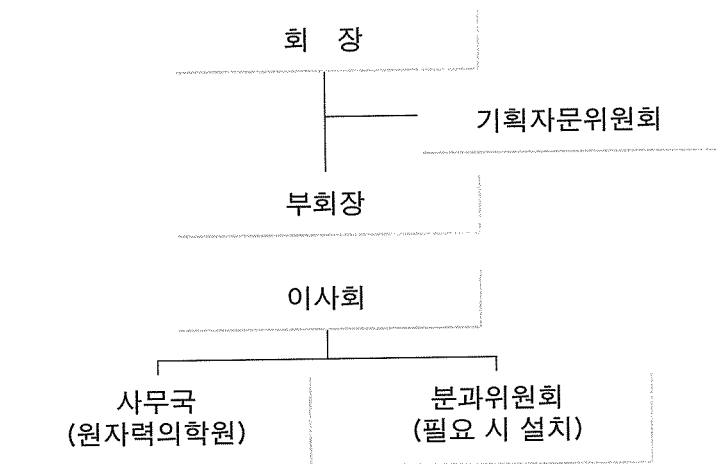 회 장
기획자문위원회
부회장
이사회
사무국
(원자력의학원)
분과위원회
(필요 시 설치)